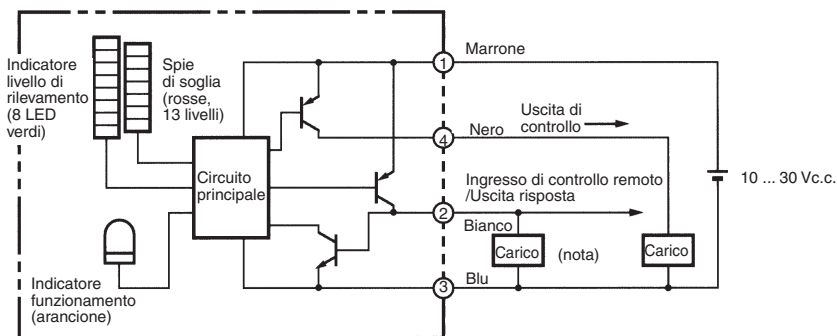 Indicatore
livello di
rilevamento
(8 LED
verdi)
Spie
di soglia
(rosse,
13 livelli)
Circuito
principale
Indicatore
funzionamento
(arancione)
1
Marrone
4
Nero
Uscita di
controllo
2
Ingresso di controllo remoto
/Uscita risposta
Bianco
Carico
(nota)
Carico
3
Blu
10 ... 30 Vc.c.